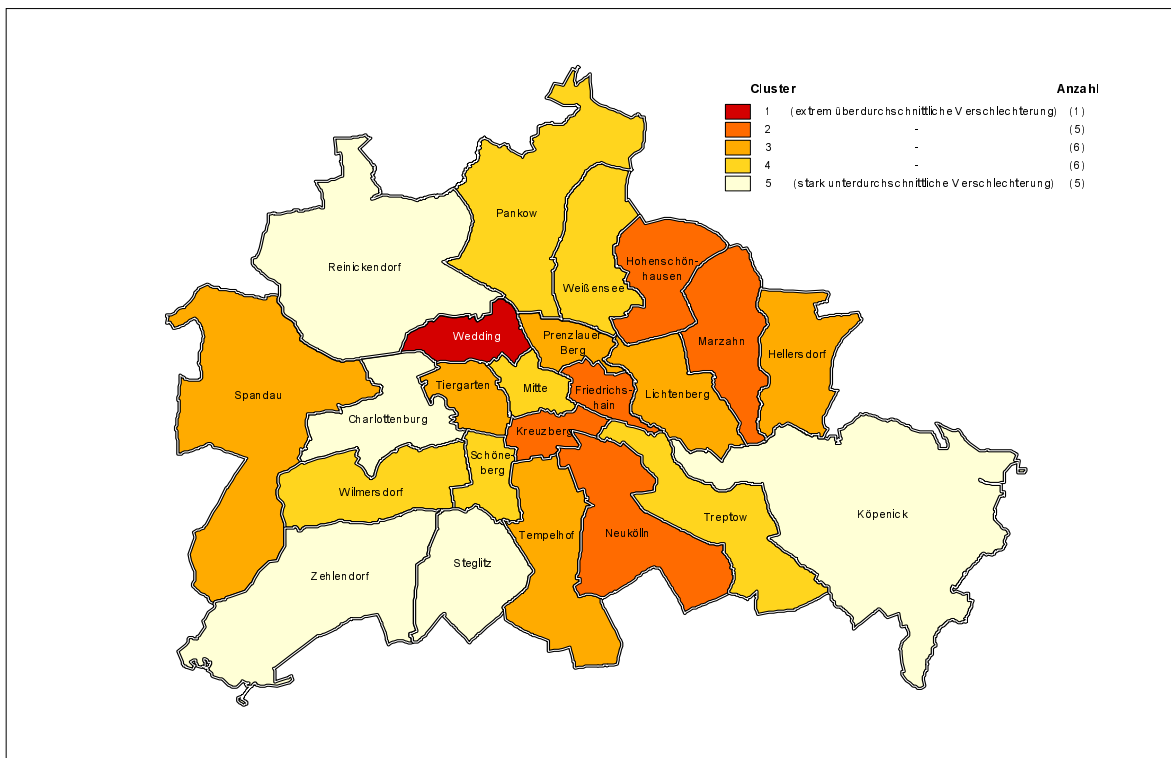 Cluster Anzahl
1 (extrem überdurchschnittliche Verschlechterung) (1)
2 - (5)
3 - (6)
4 - (6)
5 (stark unterdurchschnittliche Verschlechterung) (5)
Pankow
Reinickendorf
Hohenschön-
hausen
Weißensee
Wedding
Prenzlauer
Berg
Marzahn
Hellersdorf
Spandau
Tiergarten
Mitte
Friedrichs-
hain
Lichtenberg
Charlottenburg
Kreuzberg
Schöne-
berg
Wilmersdorf
Tempelhof
Neukölln
Treptow
Köpenick
Zehlendorf
Steglitz